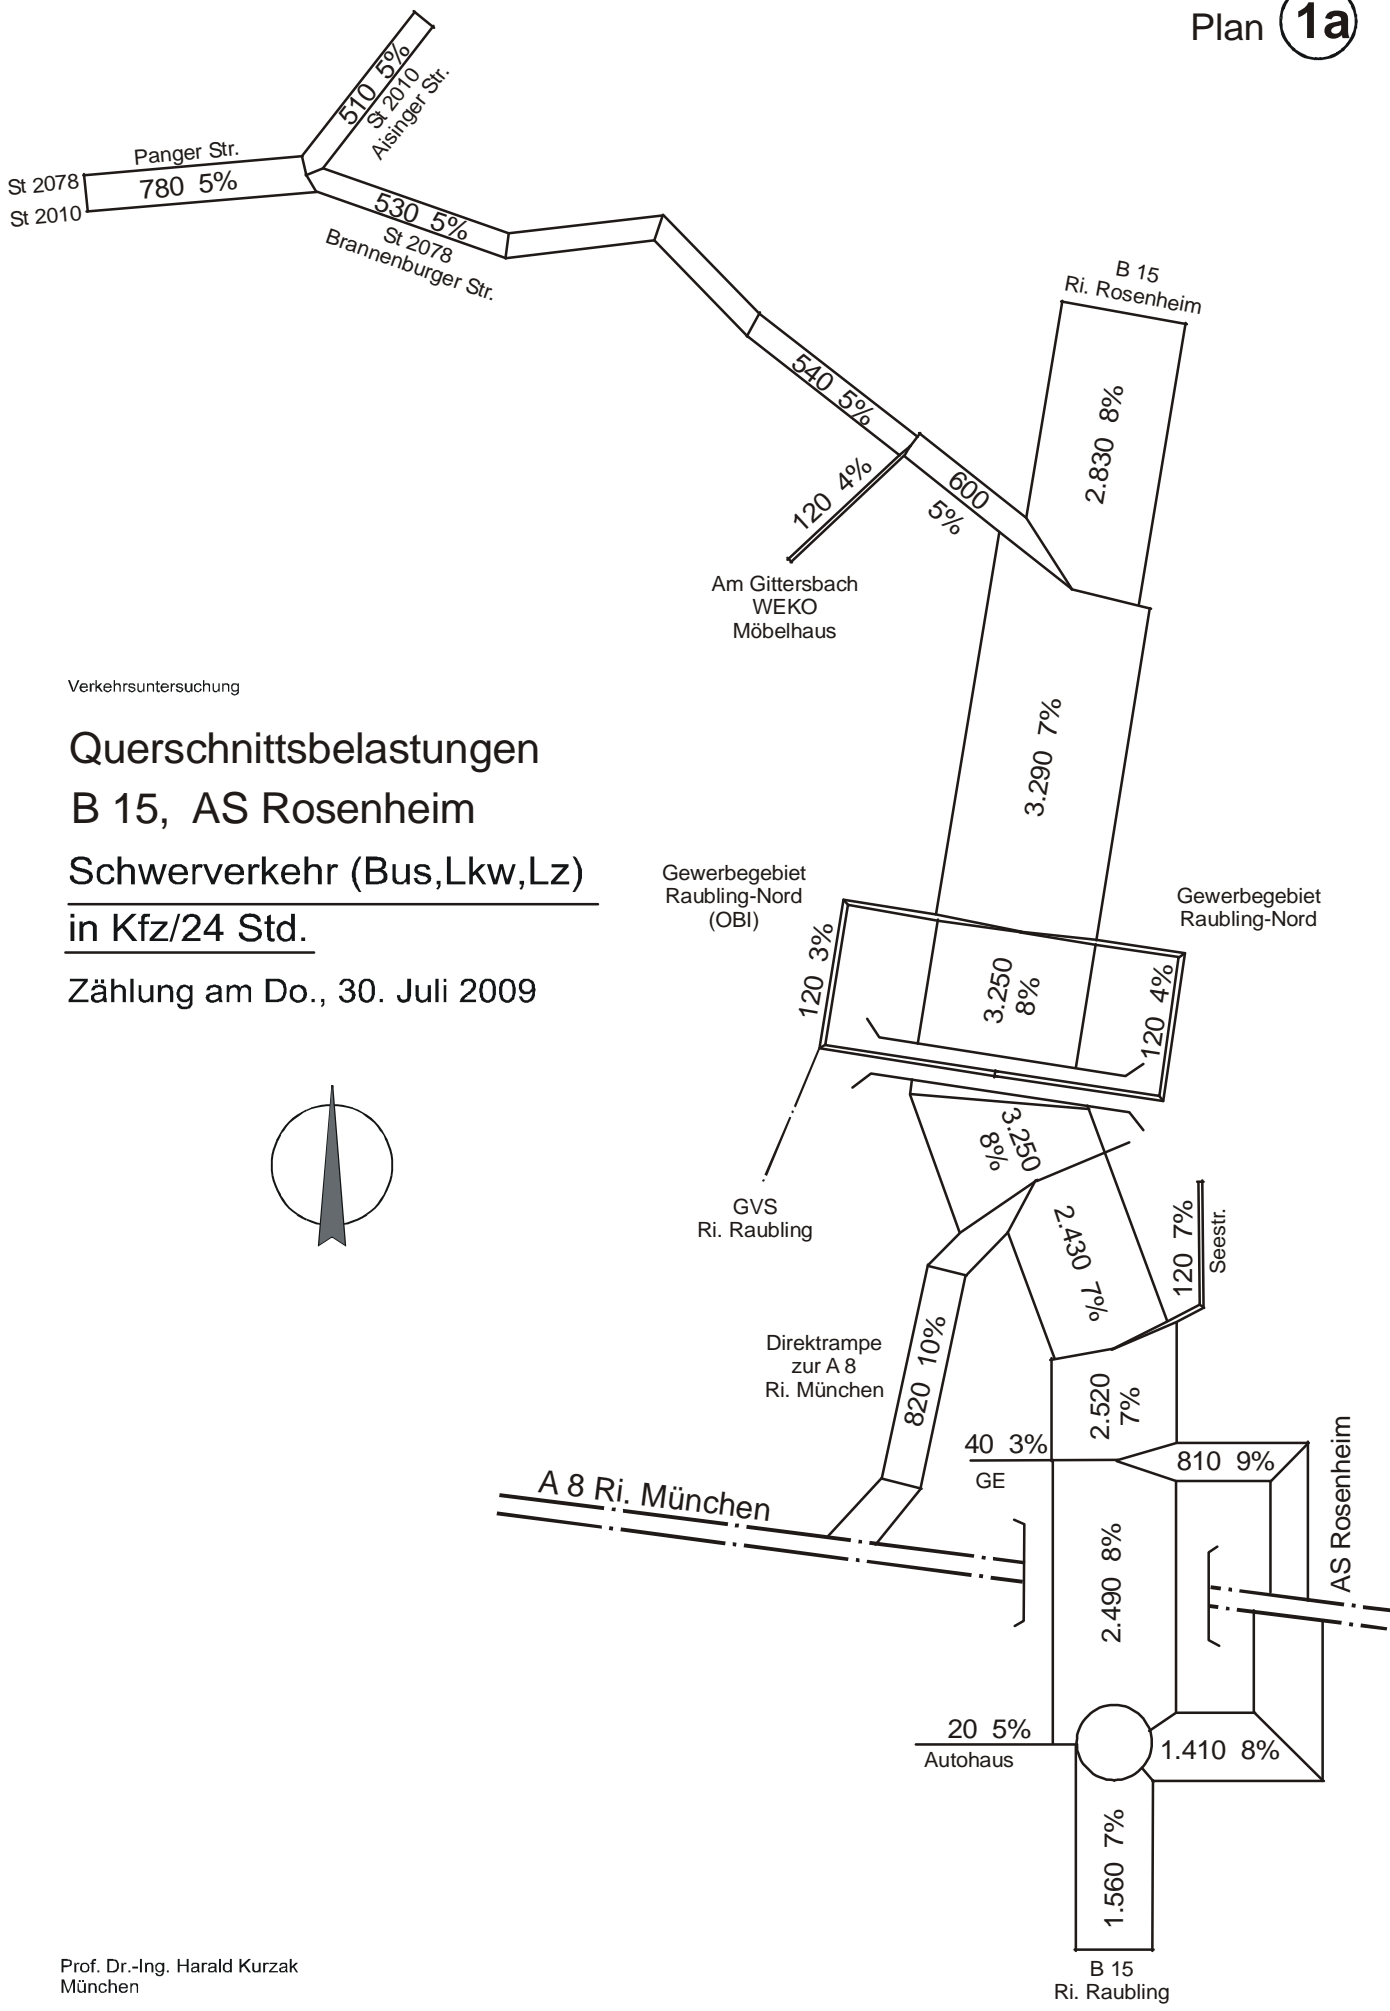 Plan 1a
510 5%
St 2010
Aisinger Str.
Panger Str.
St 2078
780 5%
St 2010
530 5%
St 2078
Brannenburger Str.
B 15
Ri. Rosenheim
2.830 8%
540 5%
600
5%
120 4%
Am Gittersbach
WEKO
Möbelhaus
3.290 7%
Verkehrsuntersuchung
Querschnittsbelastungen
B 15, AS Rosenheim
Schwerverkehr (Bus,Lkw,Lz)
in Kfz/24 Std.
Zählung am Do., 30. Juli 2009
Gewerbegebiet
Raubling-Nord
(OBI)
Gewerbegebiet
Raubling-Nord
120 3%
3.250
8%
120 4%
3.250
8%
GVS
Ri. Raubling
2.430 7%
120 7%
Seestr.
Direktrampe
zur A 8
Ri. München
820 10%
2.520
7%
40 3%
GE
810 9%
AS Rosenheim
A 8 Ri. München
2.490 8%
20 5%
Autohaus
1.410 8%
1.560 7%
B 15
Ri. Raubling
Prof. Dr.-Ing. Harald Kurzak
München